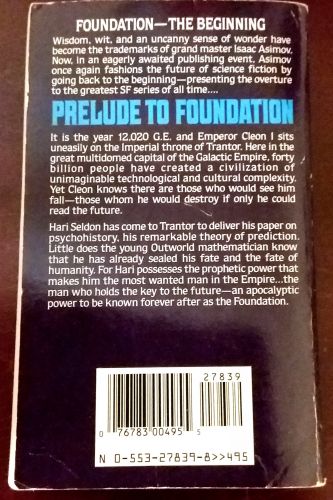 FOUNDATION—THE BEGINNING
Wisdom, wit, and an uncanny sense of wonder have
become the trademarks of grand master Isaac Asimov.
Now, in an eagerly awaited publishing event, Asimov
once again fashions the future of science fiction by going
back to the beginning—presenting the overture
to the greatest SF series of all time....
PRELUDE TO FOUNDATION
It is the year 12,020 G.E. and Emperor Cleon I sits
uneasily on the Imperial throne of Trantor. Here in the
great multidomed capital of the Galactic Empire, forty
billion people have created a civilization of
unimaginable technological and cultural complexity.
Yet Cleon knows there are those who would see him
fall—those whom he would destroy if only he could
read the future.
Hari Seldon has come to Trantor to deliver his paper on
psychohistory, his remarkable theory of prediction.
Little does the young Outworld mathematician know
that he has already sealed his fate and the fate of
humanity. For Hari possesses the prophetic power that
makes him the most wanted man in the Empire...the
man who holds the key to the future—an apocalyptic
power to be known forever after as the Foundation.
27839
0 76783 00495 5
N 0-553-27839-8>>495